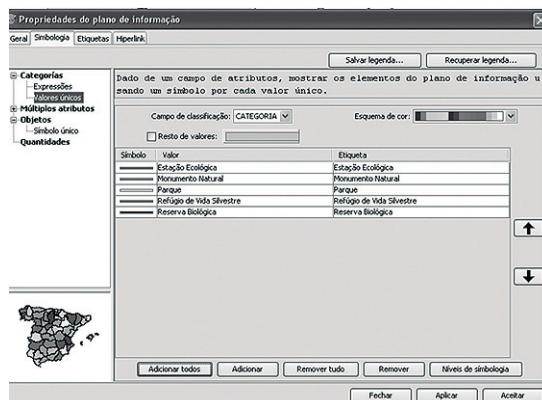 Propriedades do plano de informação
Geral Simbologia Etiquetas Hiperlink
Salvar legenda... Recuperar legenda...
Categorías
Expressões
Valores únicos
Múltiplos atributos
Objetos
Símbolo único
Quantidades
Dado de um campo de atributos, mostrar os elementos do plano de informação u
sando um símbolo por cada valor único.
Campo de classificação: CATEGORIA Esquema de cor:
Resto de valores:
Símbolo Valor Etiqueta
Estação Ecológica Estação Ecológica
Monumento Natural Monumento Natural
Parque Parque
Refúgio de Vida Silvestre Refúgio de Vida Silvestre
Reserva Biológica Reserva Biológica
Adicionar todos Adicionar Remover tudo Remover Níveis de simbologia
Fechar Aplicar Aceitar